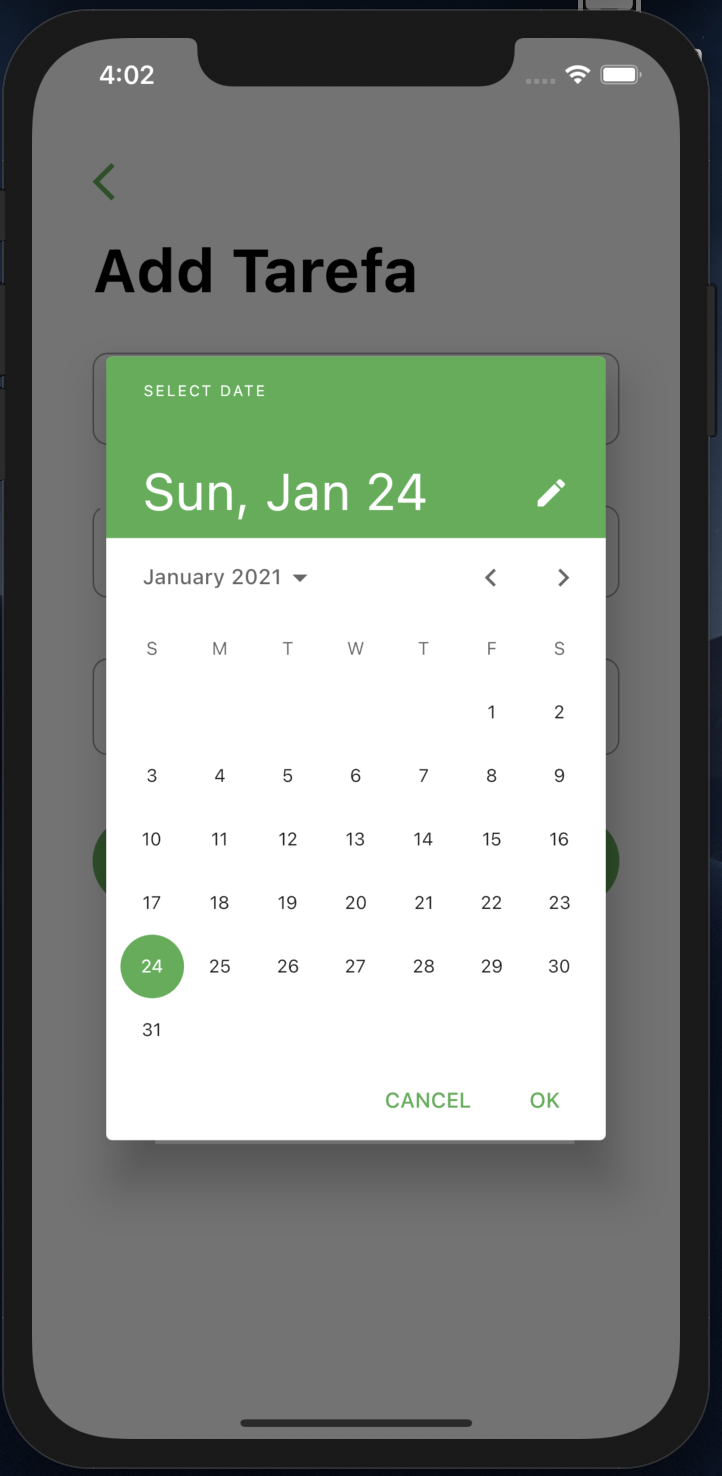 4:02
Add Tarefa
SELECT DATE
Sun, Jan 24
January 2021
S M T W T F S
1 2
3 4 5 6 7 8 9
10 11 12 13 14 15 16
17 18 19 20 21 22 23
24 25 26 27 28 29 30
31
CANCEL OK